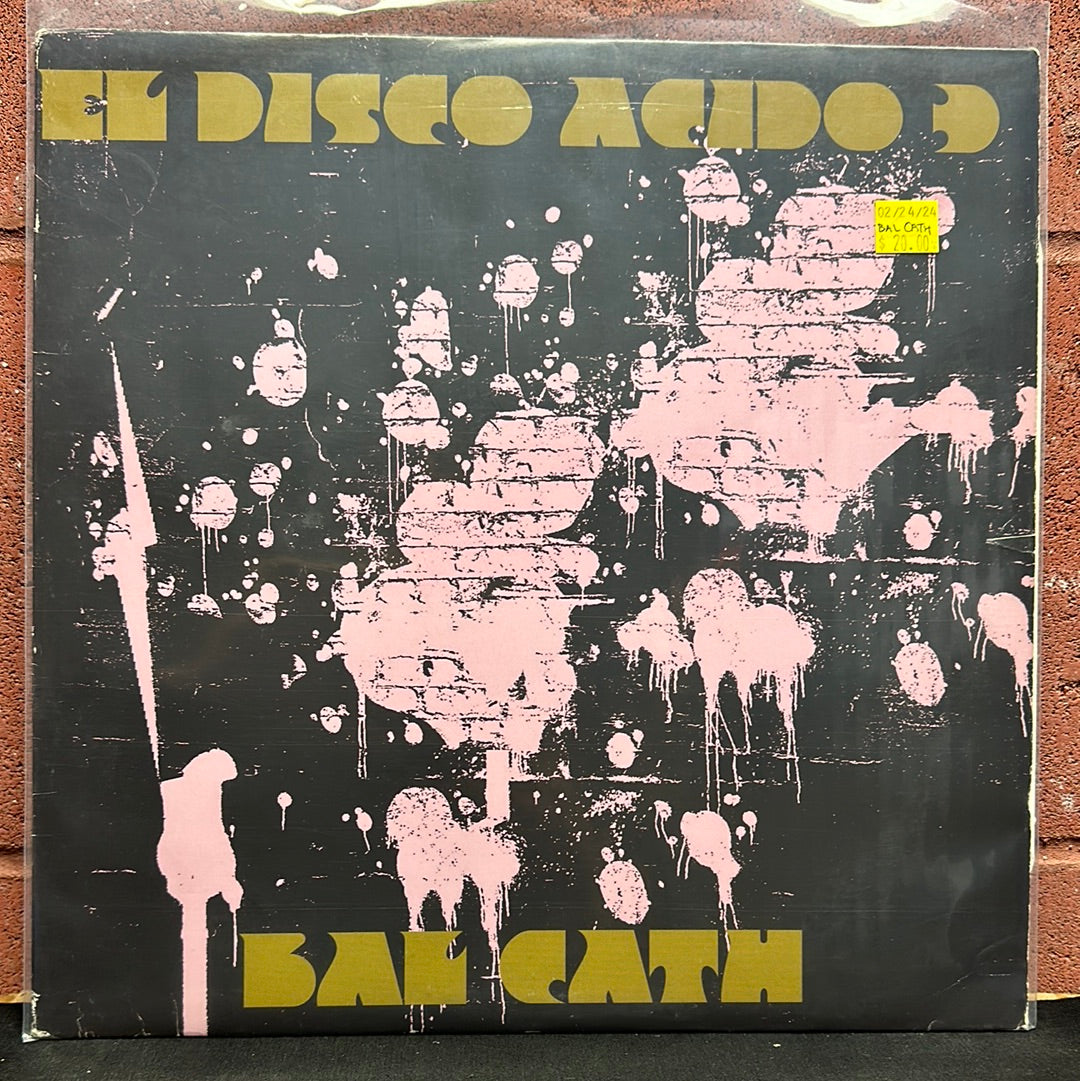 EL DISCO ACIDO 3
02/24/24
BAL CATH
$ 20.00
BAL CATH